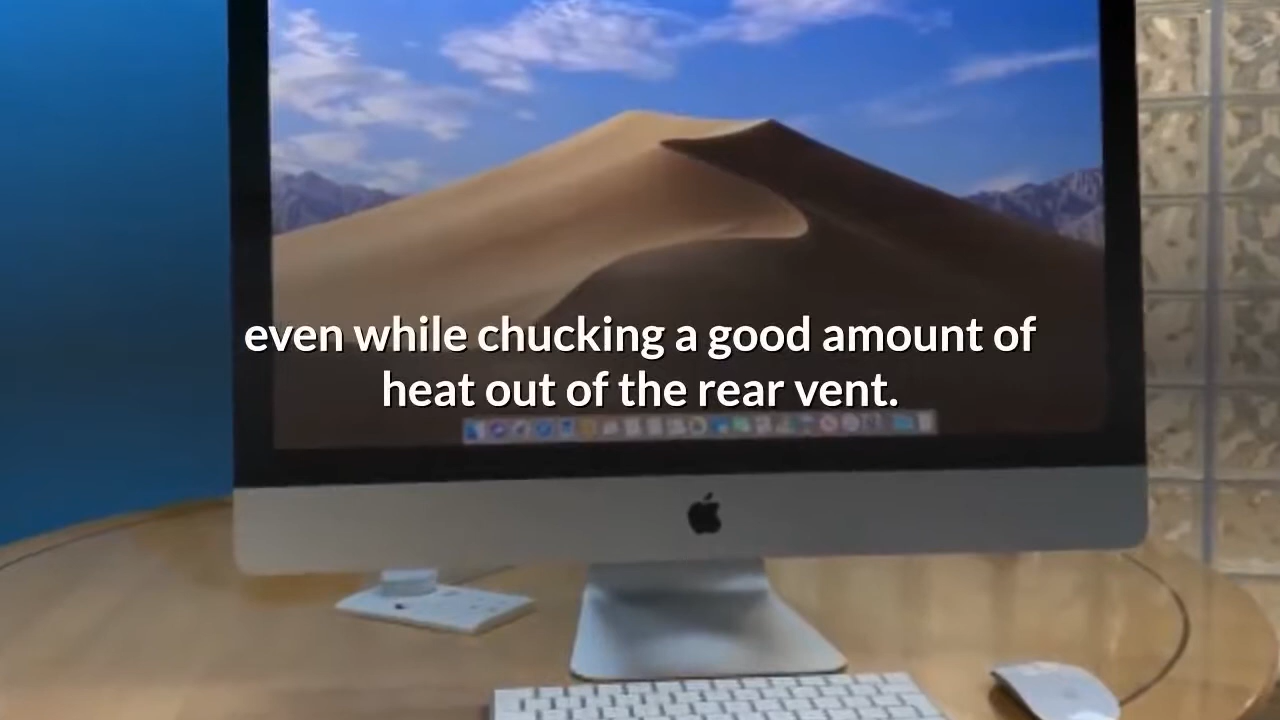 even while chucking a good amount of
heat out of the rear vent.